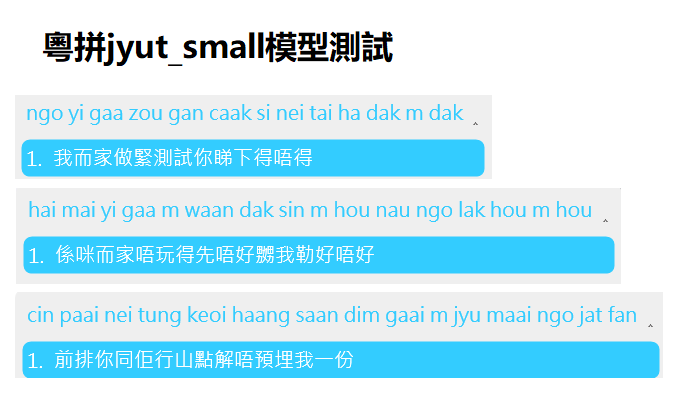 粵拼jyut_small模型測試
ngo yi gaa zou gan caak si nei tai ha dak m dak
1. 我而家做緊測試你睇下得唔得
hai mai yi gaa m waan dak sin m hou nau ngo lak hou m hou
1. 係咪而家唔玩得先唔好嬲我勒好唔好
cin paai nei tung keoi haang saan dim gaai m jyu maai ngo jat fan
1. 前排你同佢行山點解唔預埋我一份